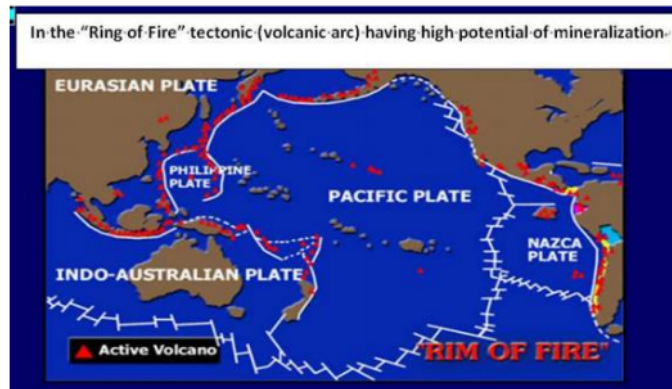 In the “Ring of Fire” tectonic (volcanic arc) having high potential of mineralization
EURASIAN PLATE
PHILIPPINE
PLATE
PACIFIC PLATE
NAZCA
PLATE
INDO-AUSTRALIAN PLATE
Active Volcano
"RIM OF FIRE"